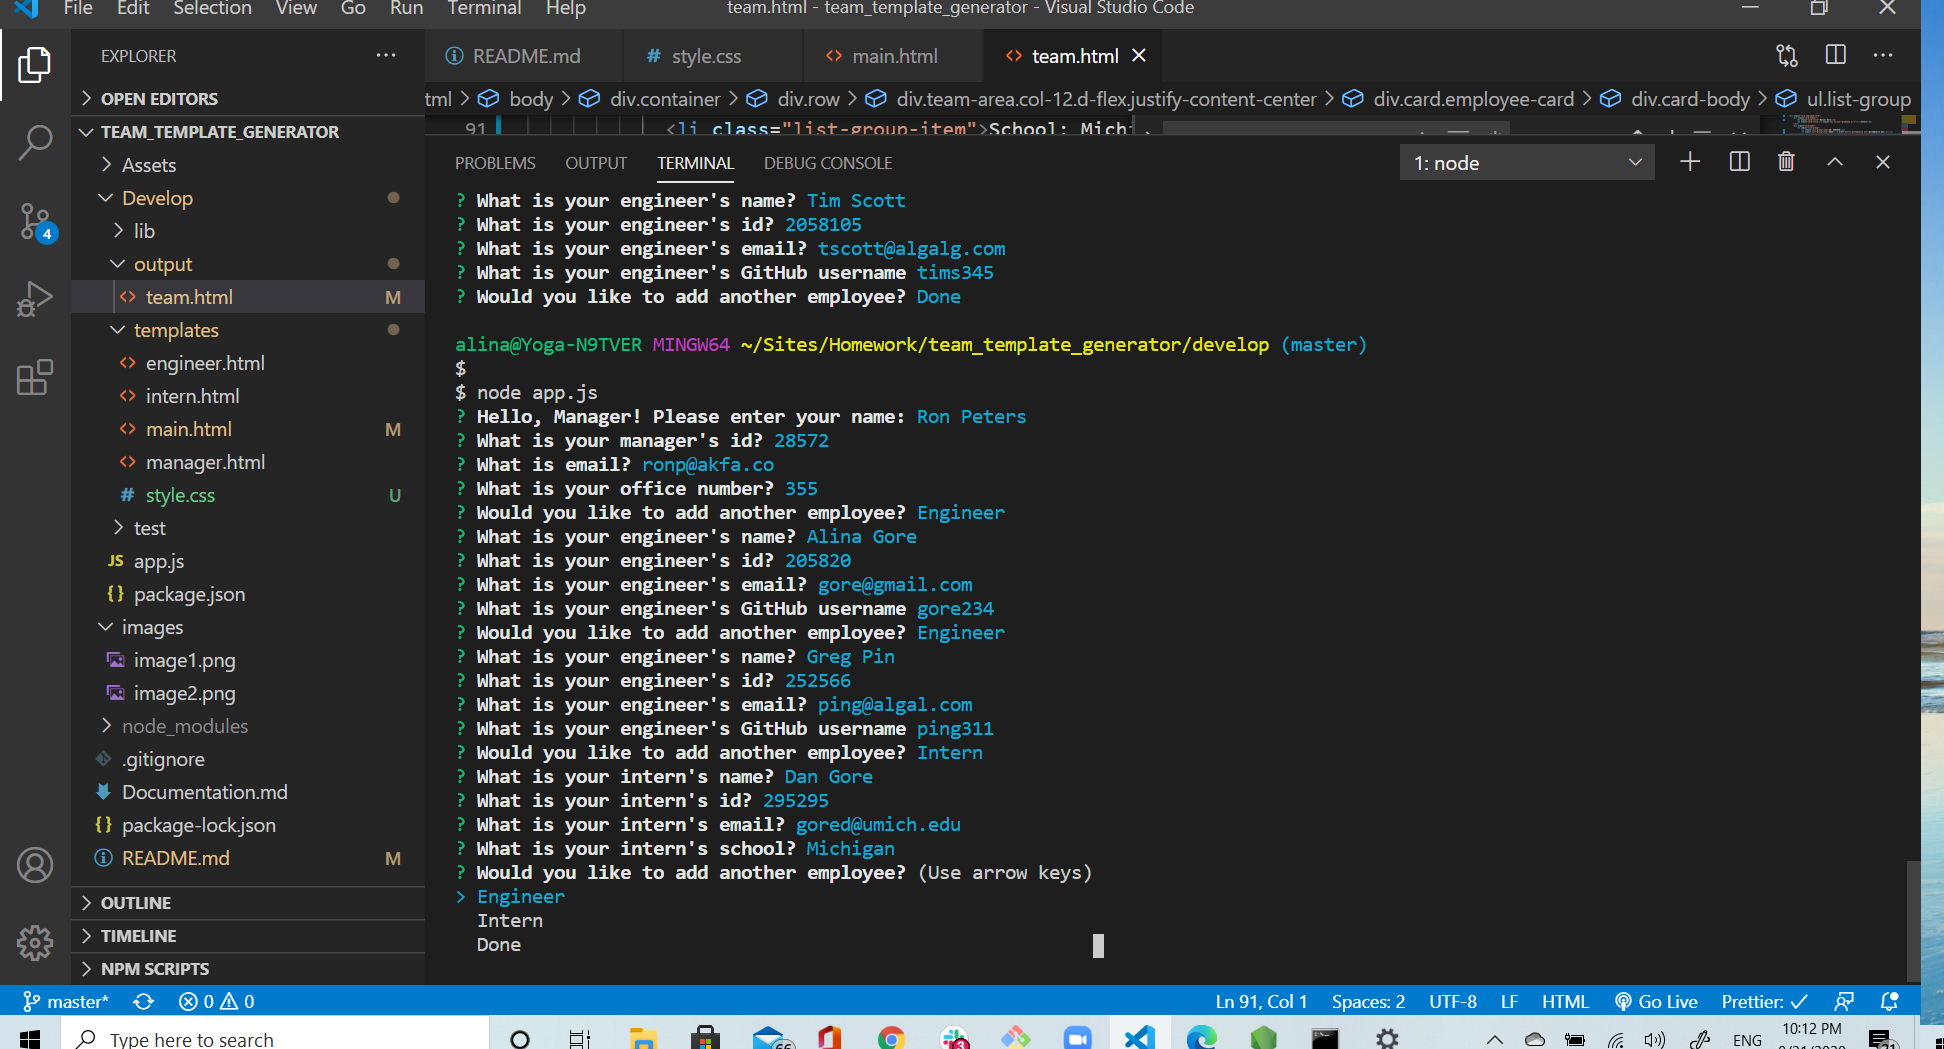 File Edit Selection View Go Run Terminal Help team.html - team_template_generator - Visual Studio Code
EXPLORER
README.md style.css main.html team.html
OPEN EDITORS
body div.container div.row div.team-area.col-12.d-flex.justify-content-center div.card.employee-card div.card-body ul.list-group
TEAM_TEMPLATE_GENERATOR
Assets
Develop
lib
output
team.html M
templates
engineer.html
intern.html
main.html M
manager.html
style.css U
test
app.js
package.json
images
image1.png
image2.png
node_modules
.gitignore
Documentation.md
package-lock.json
README.md M
OUTLINE
TIMELINE
NPM SCRIPTS
4
91 <li class="list-group-item">School:
PROBLEMS OUTPUT TERMINAL DEBUG CONSOLE 1: node
? What is your engineer's name? Tim Scott
? What is your engineer's id? 2058105
? What is your engineer's email? tscott@algalg.com
? What is your engineer's GitHub username tims345
? Would you like to add another employee? Done
alina@Yoga-N9TVER MINGW64 ~/Sites/Homework/team_template_generator/develop (master)
$
$ node app.js
? Hello, Manager! Please enter your name: Ron Peters
? What is your manager's id? 28572
? What is email? ronp@akfa.co
? What is your office number? 355
? Would you like to add another employee? Engineer
? What is your engineer's name? Alina Gore
? What is your engineer's id? 205820
? What is your engineer's email? gore@gmail.com
? What is your engineer's GitHub username gore234
? Would you like to add another employee? Engineer
? What is your engineer's name? Greg Pin
? What is your engineer's id? 252566
? What is your engineer's email? ping@algal.com
? What is your engineer's GitHub username ping311
? Would you like to add another employee? Intern
? What is your intern's name? Dan Gore
? What is your intern's id? 295295
? What is your intern's email? gored@umich.edu
? What is your intern's school? Michigan
? Would you like to add another employee? (Use arrow keys)
> Engineer
Intern
Done
master* 0 0 Ln 91, Col 1 Spaces: 2 UTF-8 LF HTML Go Live Prettier: ✓
Type here to search ENG 10:12 PM